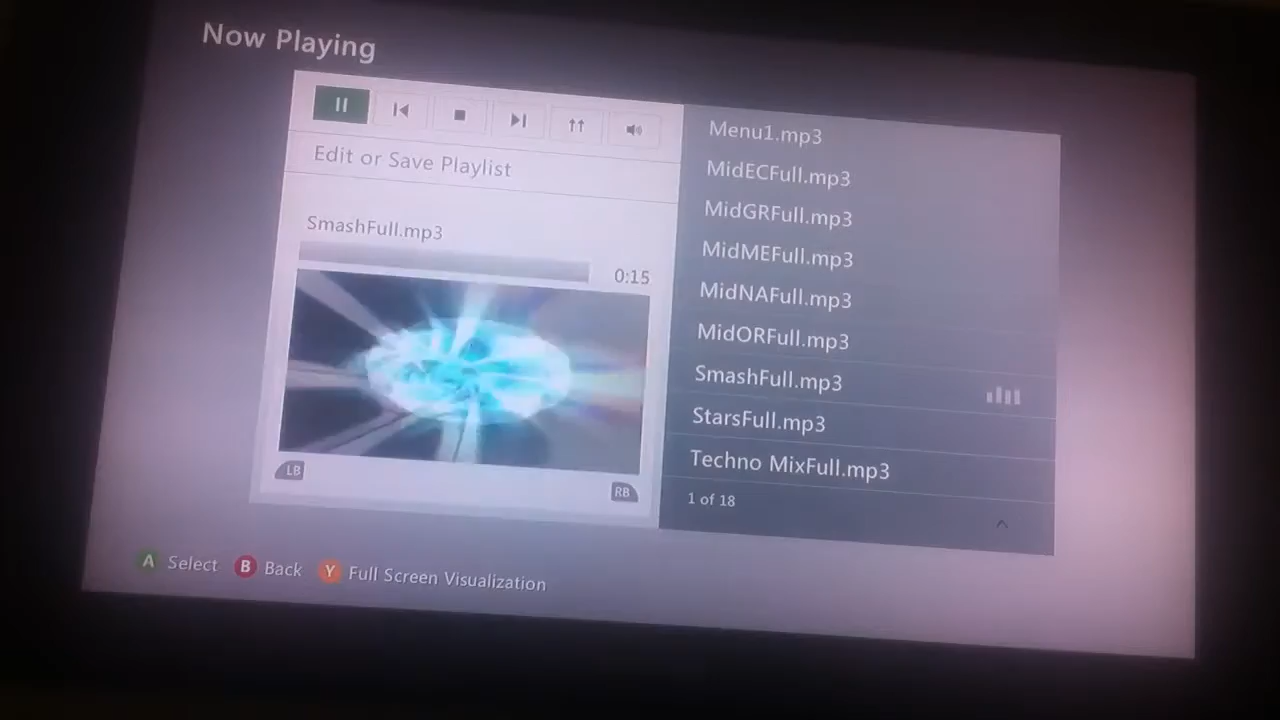 Now Playing
Edit or Save Playlist
SmashFull.mp3
0:15
LB
RB
Menu1.mp3
MidECFull.mp3
MidGRFull.mp3
MidMEFull.mp3
MidNAFull.mp3
MidORFull.mp3
SmashFull.mp3
StarsFull.mp3
Techno MixFull.mp3
1 of 18
A Select B Back Y Full Screen Visualization